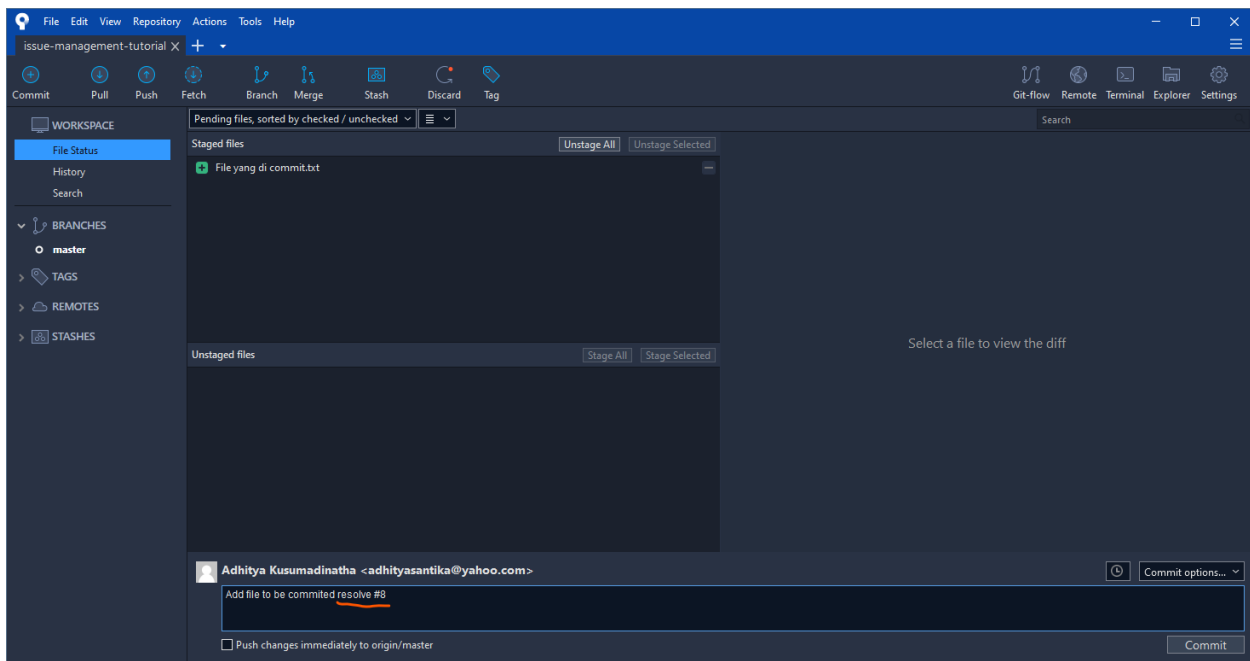 File Edit View Repository Actions Tools Help
issue-management-tutorial
Commit Pull Push Fetch Branch Merge Stash Discard Tag Git-flow Remote Terminal Explorer Settings
WORKSPACE
File Status
History
Search
BRANCHES
master
TAGS
REMOTES
STASHES
Pending files, sorted by checked / unchecked
Search
Staged files Unstage All Unstage Selected
File yang di commit.txt
Unstaged files Stage All Stage Selected
Select a file to view the diff
Adhitya Kusumadinatha <adhityasantika@yahoo.com> Commit options...
Add file to be commited resolve #8
Push changes immediately to origin/master Commit